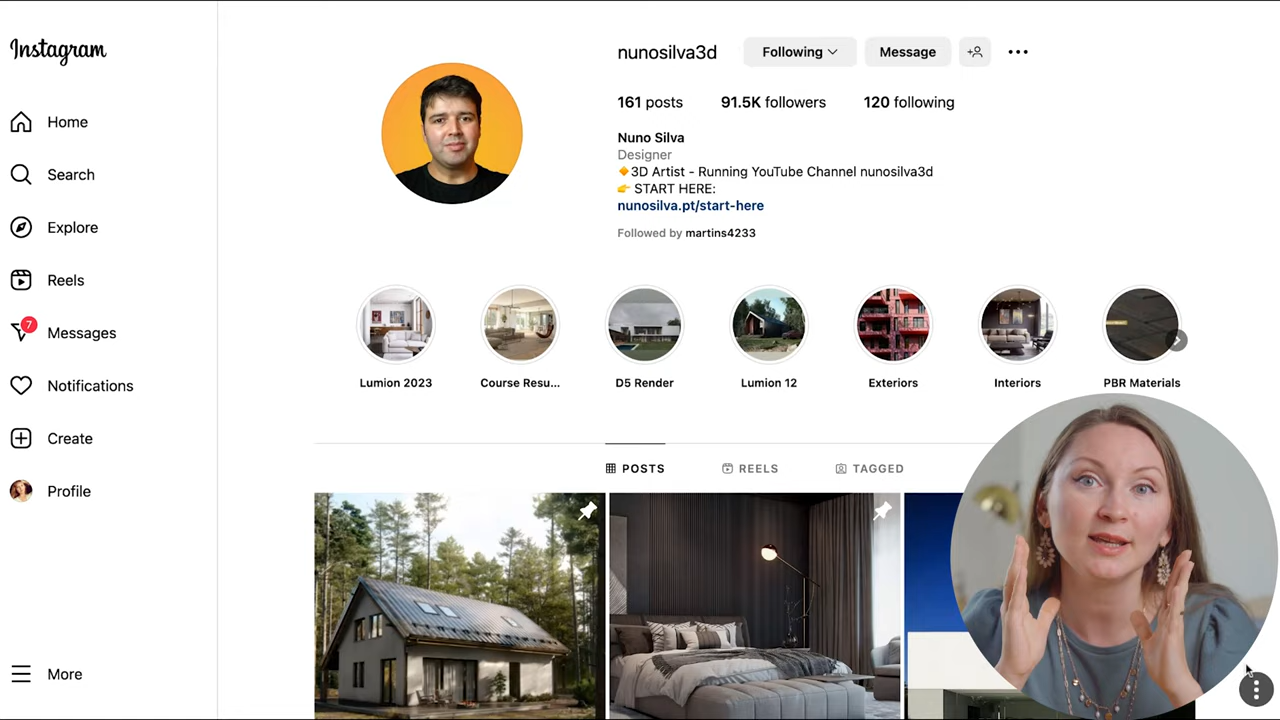 Instagram
Home
Search
Explore
Reels
7
Messages
Notifications
Create
Profile
More
nunosilva3d
Following
Message
161 posts
91.5K followers
120 following
Nuno Silva
Designer
🔸3D Artist - Running YouTube Channel nunosilva3d
👉 START HERE:
nunosilva.pt/start-here
Followed by martins4233
Lumion 2023
Course Resu...
D5 Render
Lumion 12
Exteriors
Interiors
PBR Materials
POSTS
REELS
TAGGED